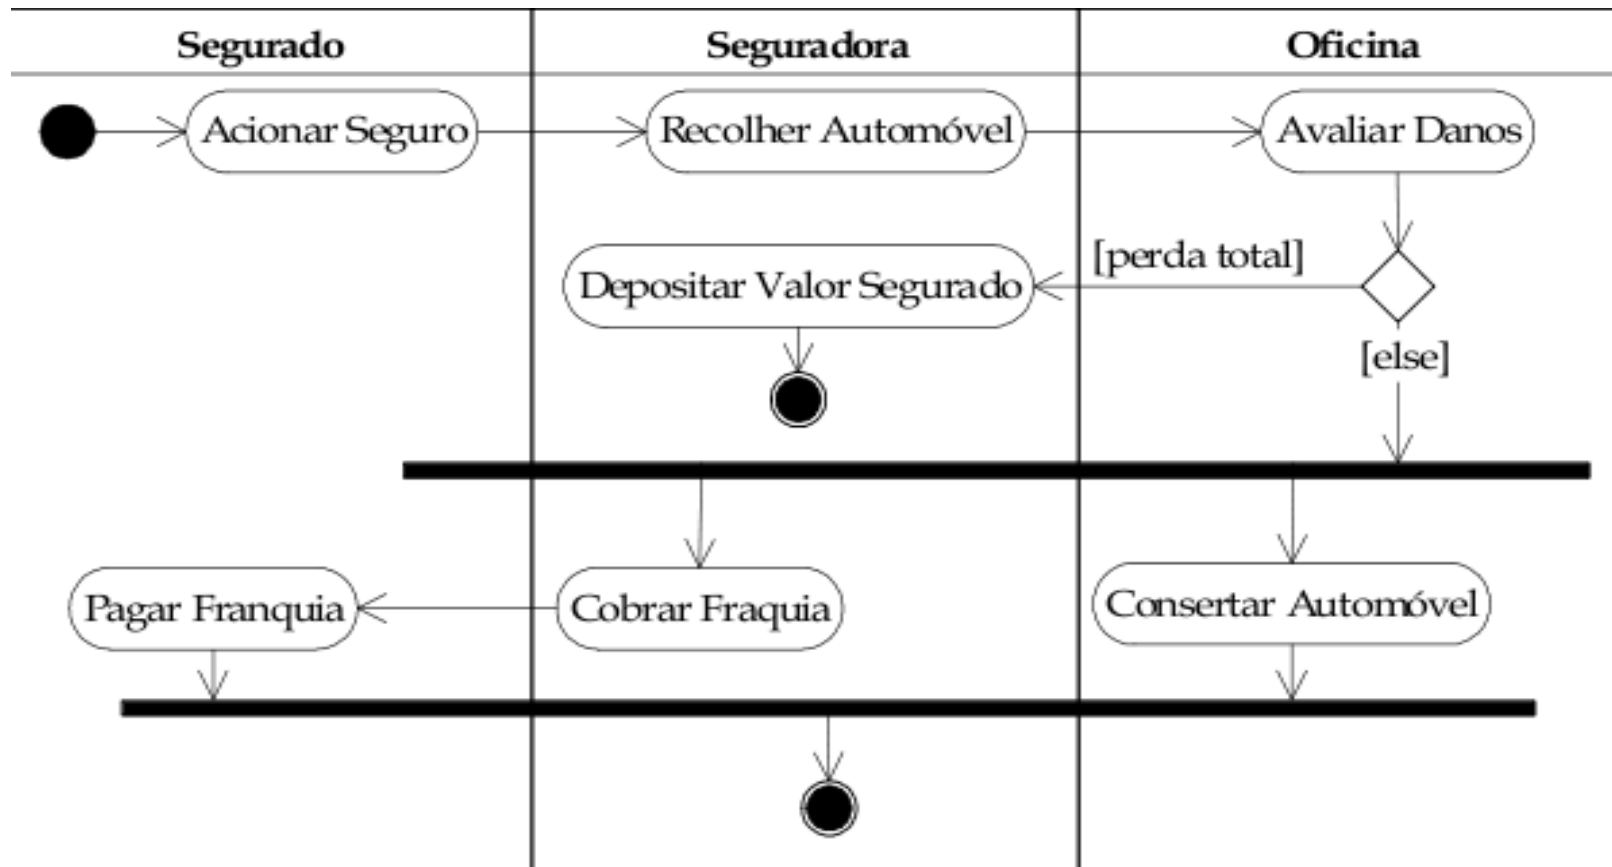 Segurado
Seguradora
Oficina
Acionar Seguro
Recolher Automóvel
Avaliar Danos
[perda total]
Depositar Valor Segurado
[else]
Pagar Franquia
Cobrar Fraquia
Consertar Automóvel